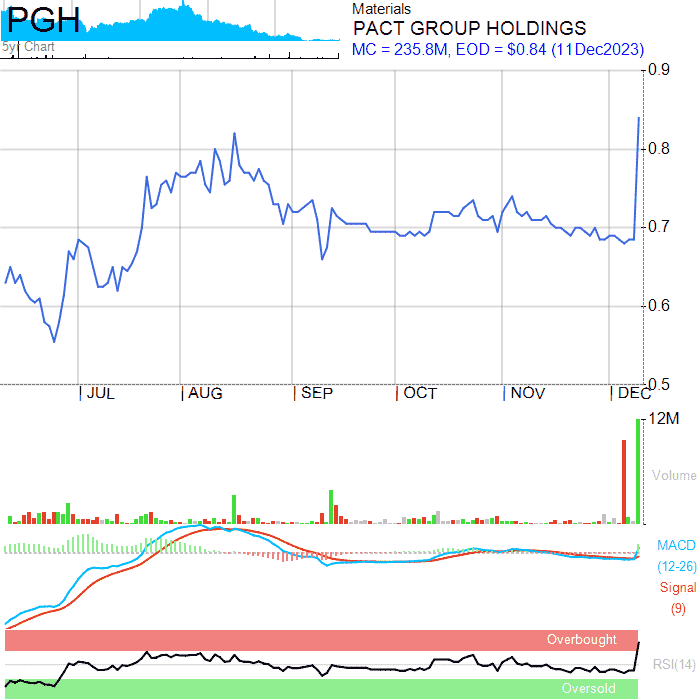 PGH
5yr Chart
Materials
PACT GROUP HOLDINGS
MC = 235.8M, EOD = $0.84 (11Dec2023)
0.9
0.8
0.7
0.6
0.5
JUL AUG SEP OCT NOV DEC
12M
Volume
MACD
(12-26)
Signal
(9)
Overbought
RSI(14)
Oversold